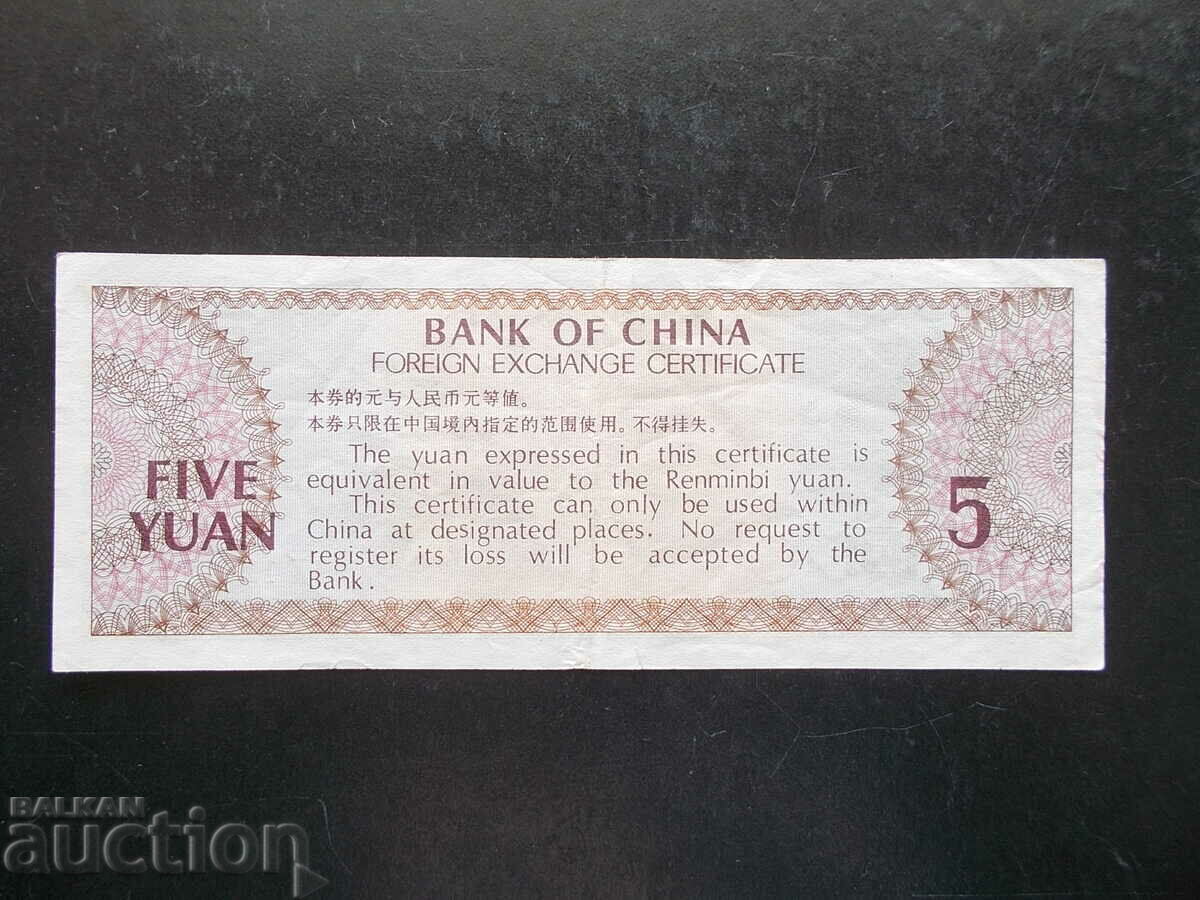 BANK OF CHINA
FOREIGN EXCHANGE CERTIFICATE
本券的元与人民币元等値。
本券只限在中国境内指定的范围使用。不得挂失。
The yuan expressed in this certificate is
equivalent in value to the Renminbi yuan.
This certificate can only be used within
China at designated places. No request to
register its loss will be accepted by the
Bank.
FIVE
YUAN
5
BALKAN
auction